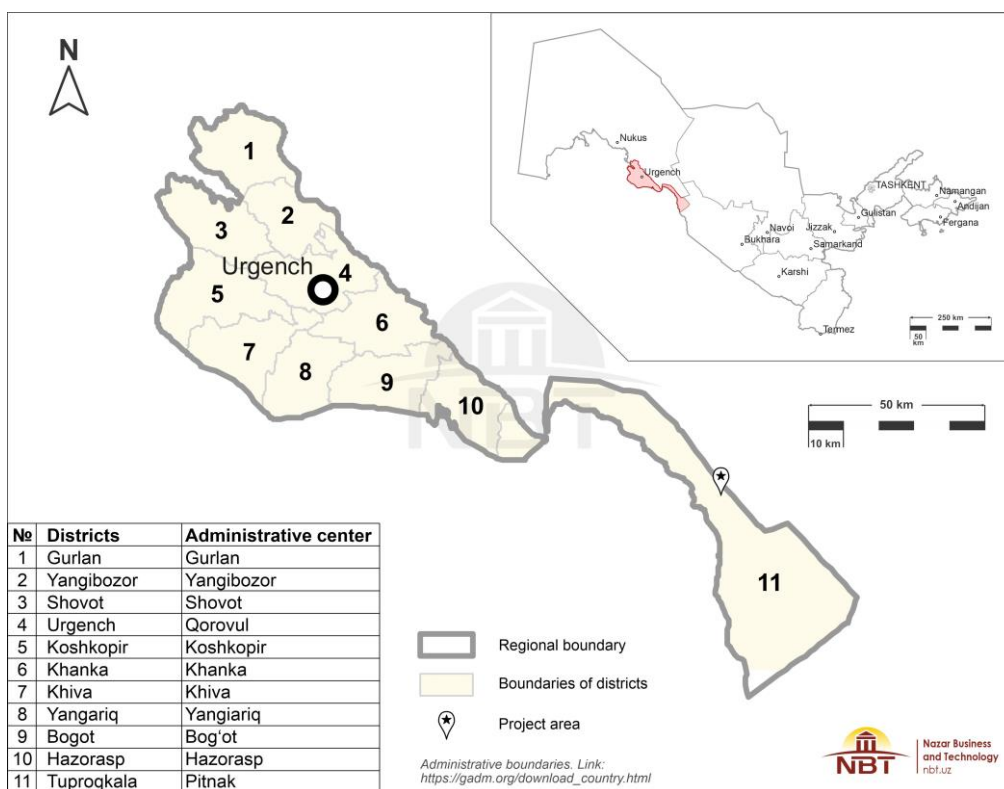 N
1
2
3
Urgench
4
5
6
7
8
9
10
11
NBT
Nukus
Urgench
TASHKENT
Namangan
Andijan
Fergana
Gulistan
Navoi
Jizzak
Bukhara
Samarkand
Karshi
Termez
250 km
50
km
50 km
10 km
№ Districts Administrative center
1 Gurlan Gurlan
2 Yangibozor Yangibozor
3 Shovot Shovot
4 Urgench Qorovul
5 Koshkopir Koshkopir
6 Khanka Khanka
7 Khiva Khiva
8 Yangariq Yangiariq
9 Bogot Bog‘ot
10 Hazorasp Hazorasp
11 Tuproqkala Pitnak
Regional boundary
Boundaries of districts
Project area
Administrative boundaries. Link:
https://gadm.org/download_country.html
NBT
Nazar Business
and Technology
nbt.uz